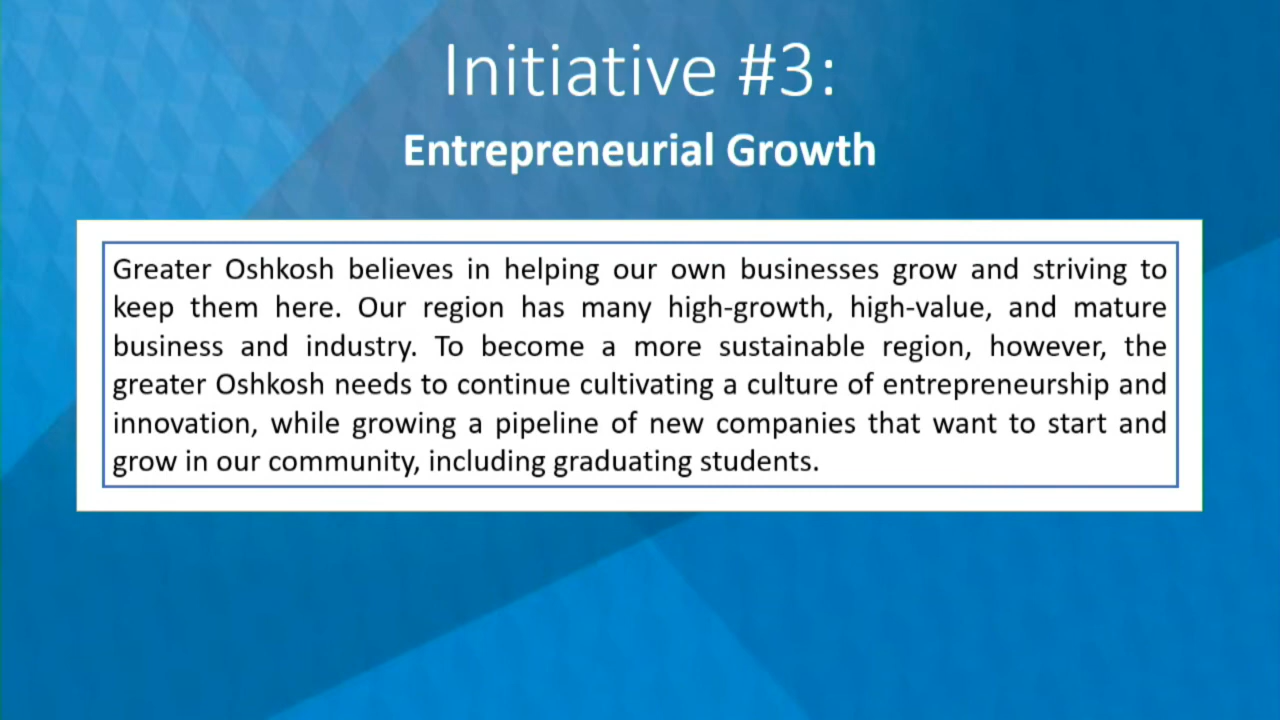 Initiative #3:
Entrepreneurial Growth
Greater Oshkosh believes in helping our own businesses grow and striving to
keep them here. Our region has many high-growth, high-value, and mature
business and industry. To become a more sustainable region, however, the
greater Oshkosh needs to continue cultivating a culture of entrepreneurship and
innovation, while growing a pipeline of new companies that want to start and
grow in our community, including graduating students.